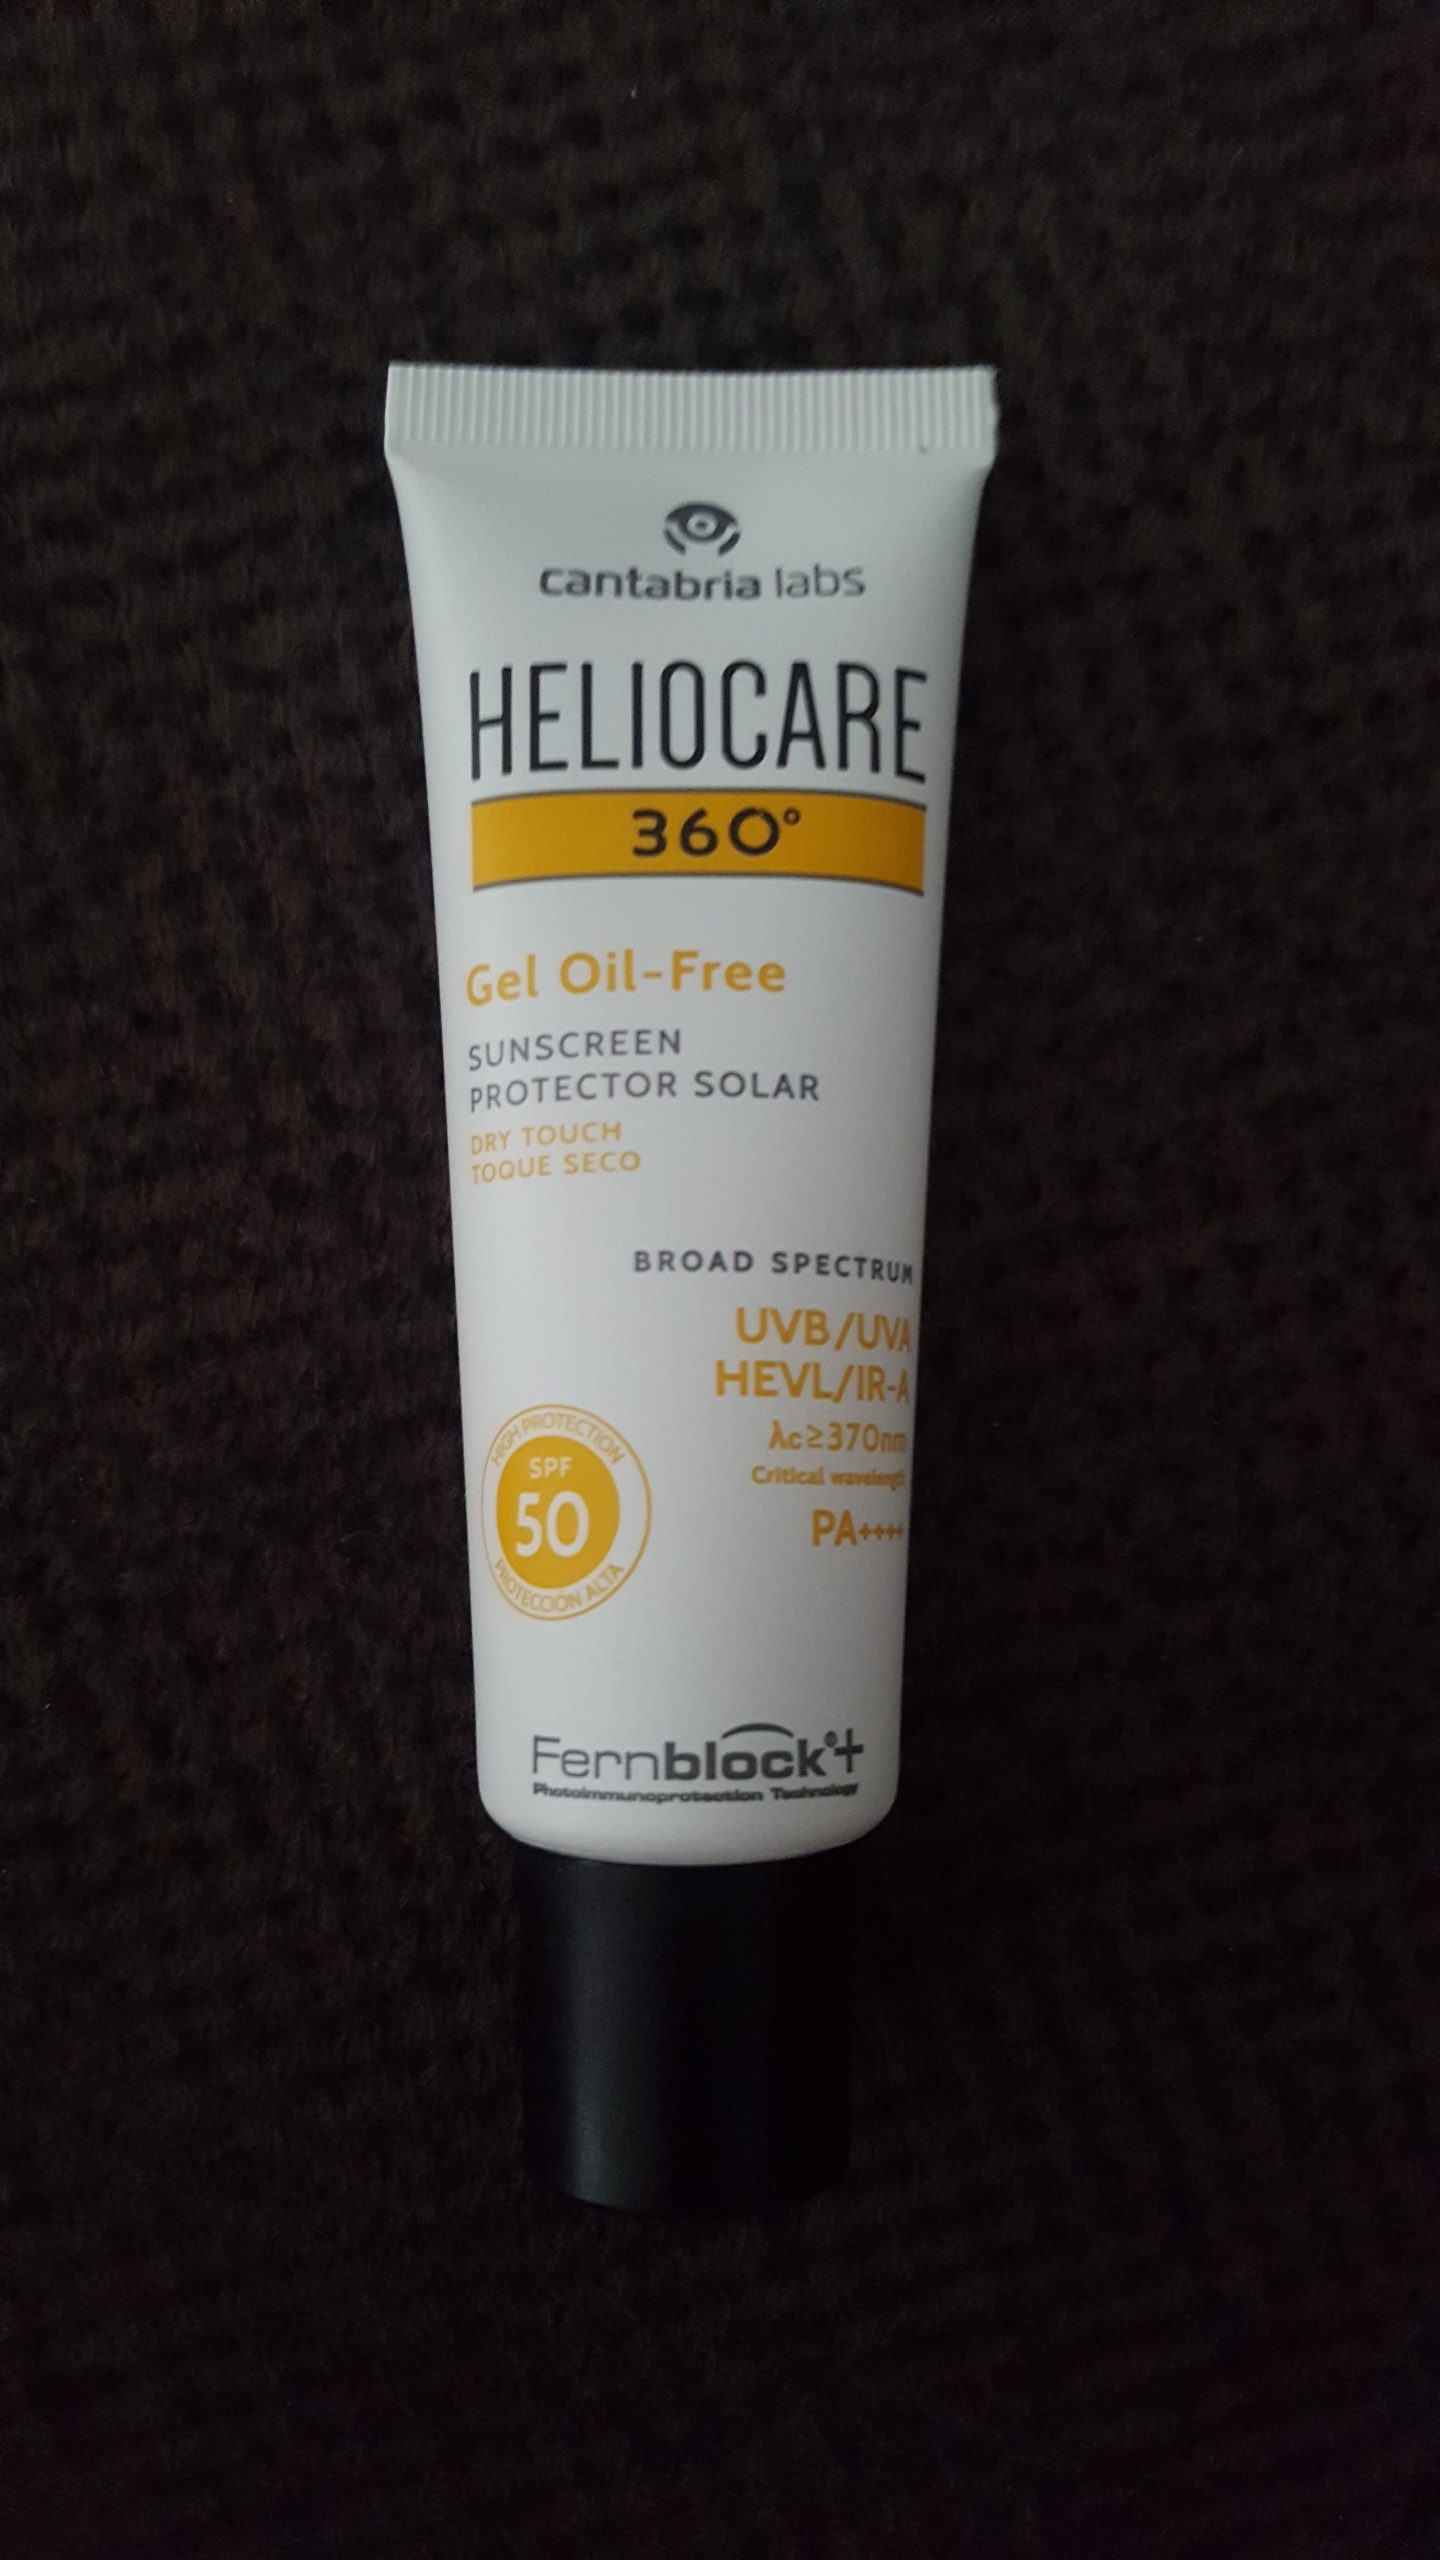 cantabria labs
HELIOCARE
360°
Gel Oil-Free
SUNSCREEN
PROTECTOR SOLAR
DRY TOUCH
TOQUE SECO
BROAD SPECTRUM
UVB/UVA
HEVL/IR-A
λc≥370nm
Critical wavelength
PA++++
HIGH PROTECTION
SPF
50
PROTECCIÓN ALTA
Fernblock®+
Photoimmunoprotection Technology